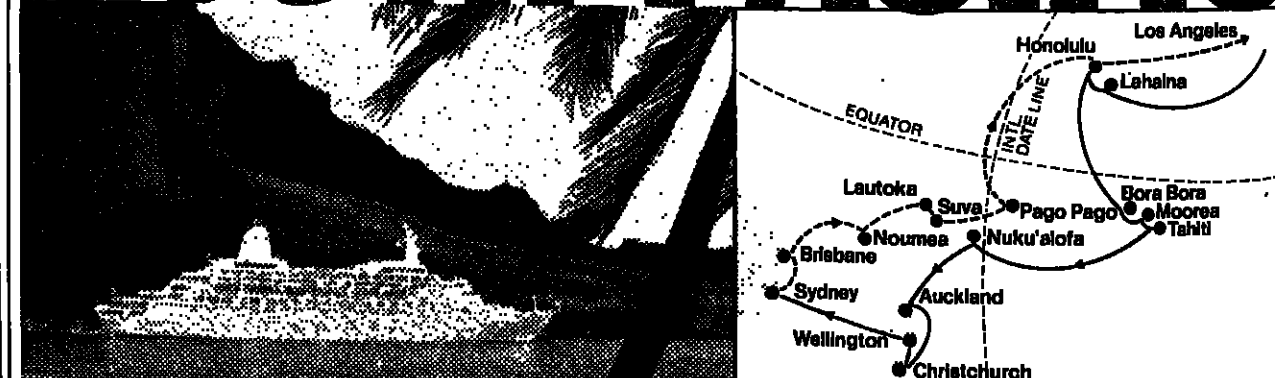 Los Angeles
Honolulu
Lahaina
INTL
DATE LINE
EQUATOR
Lautoka
Suva
Pago Pago
Bora Bora
Moorea
Tahiti
Noumea
Nuku'alofa
Brisbane
Sydney
Auckland
Wellington
Christchurch